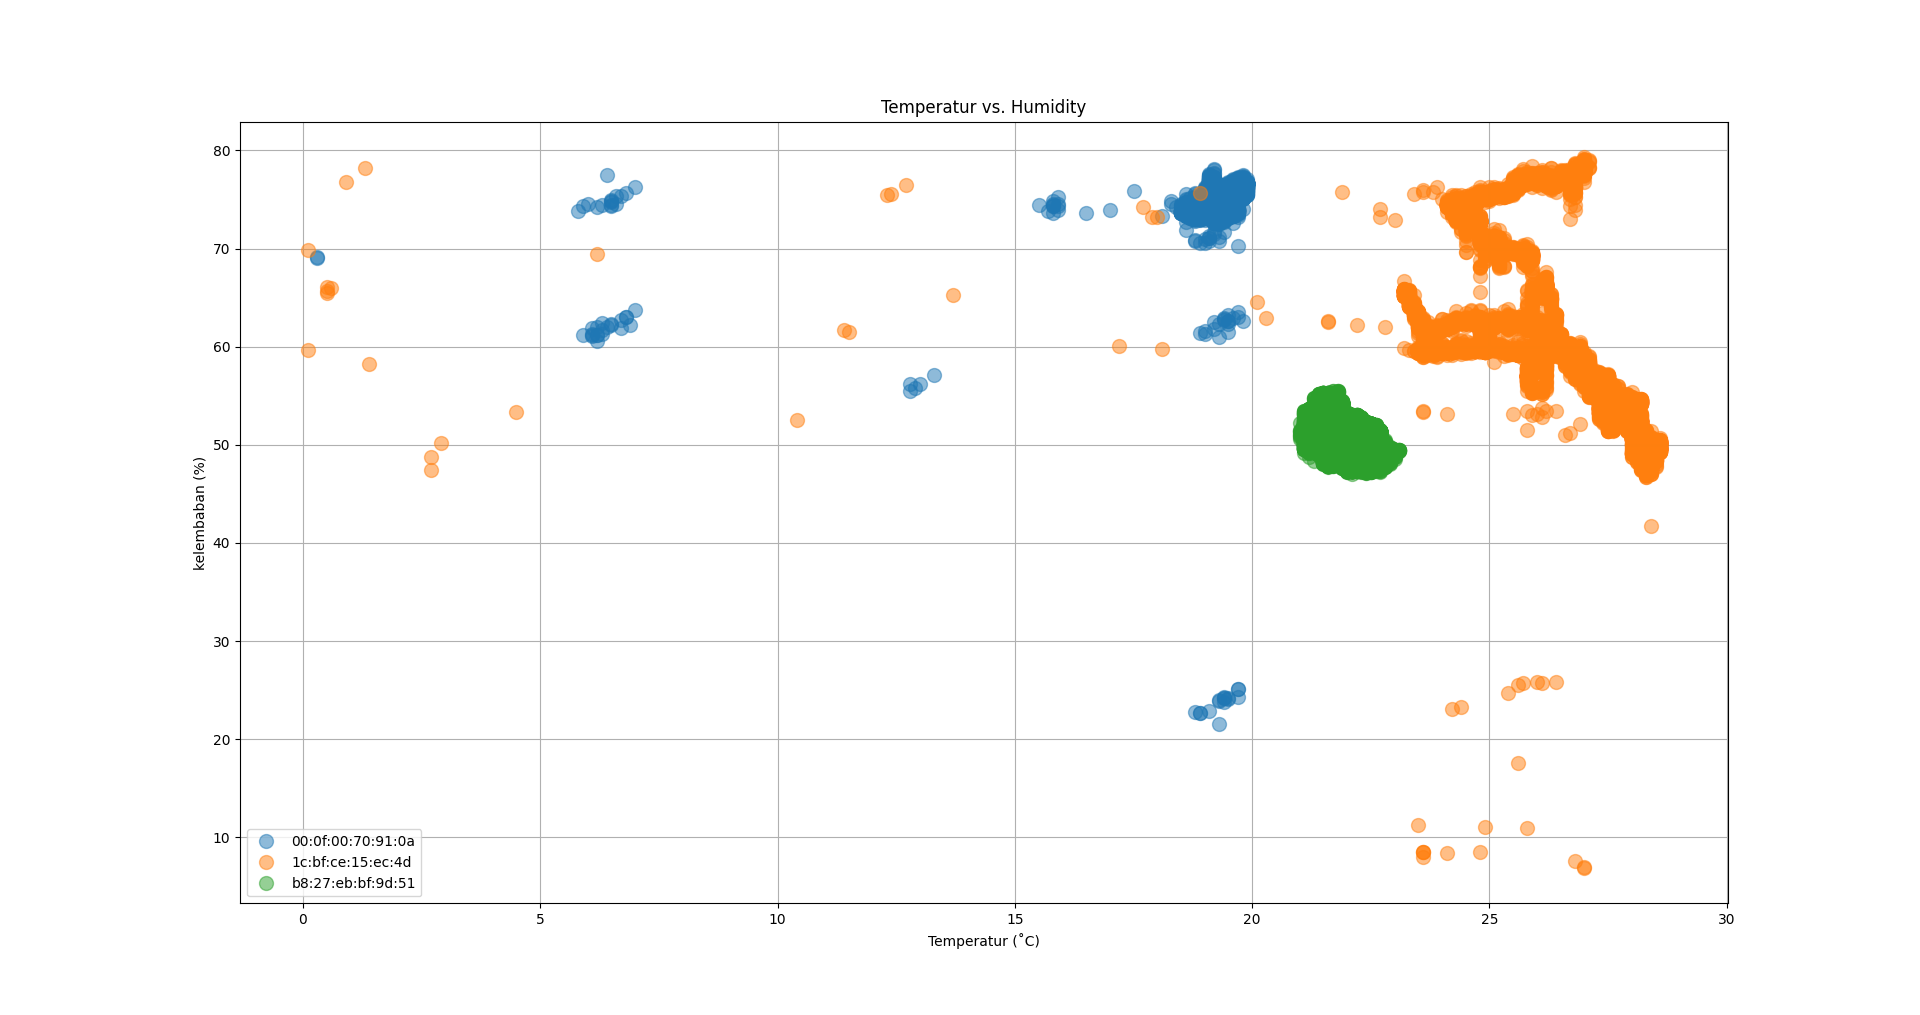 Temperatur vs. Humidity
80
70
60
50
40
30
20
10
kelembaban (%)
00:0f:00:70:91:0a
1c:bf:ce:15:ec:4d
b8:27:eb:bf:9d:51
0 5 10 15 20 25 30
Temperatur (˚C)